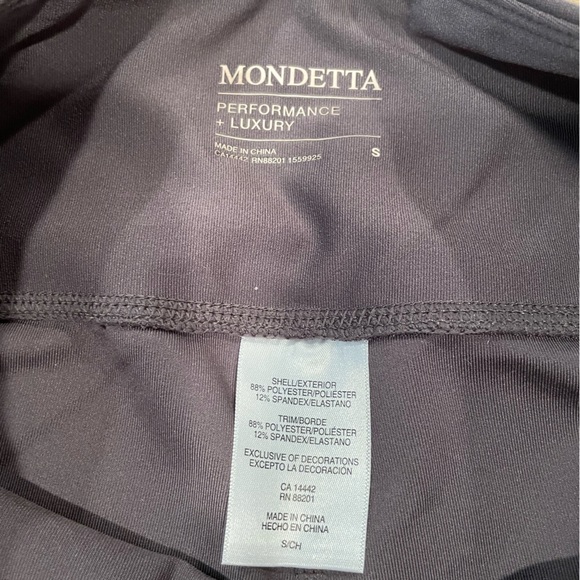 MONDETTA
PERFORMANCE
+ LUXURY
MADE IN CHINA
CA14442 RN88201 1559925
S
SHELL/EXTERIOR
88% POLYESTER/POLIÉSTER
12% SPANDEX/ELASTANO
TRIM/BORDE
88% POLYESTER/POLIÉSTER
12% SPANDEX/ELASTANO
EXCLUSIVE OF DECORATIONS
EXCEPTO LA DECORACIÓN
CA 14442
RN 88201
MADE IN CHINA
HECHO EN CHINA
S/CH